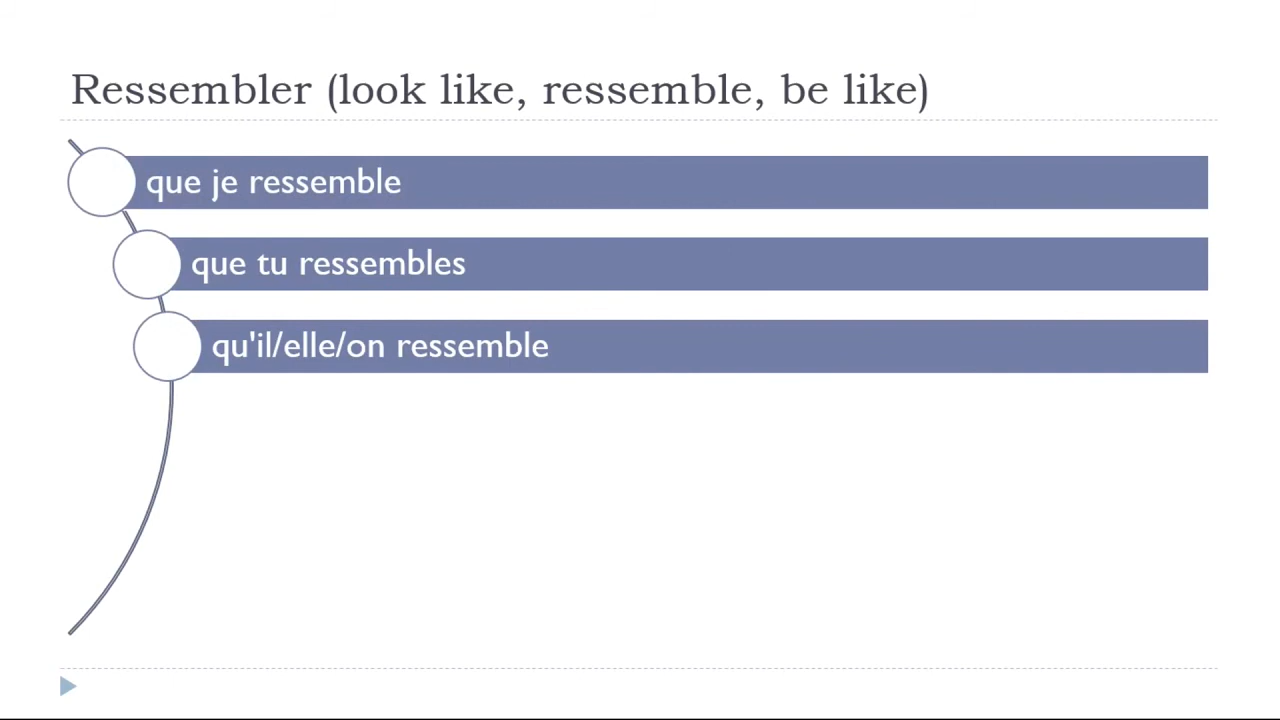 Ressembler (look like, ressemble, be like)
que je ressemble
que tu ressembles
qu'il/elle/on ressemble